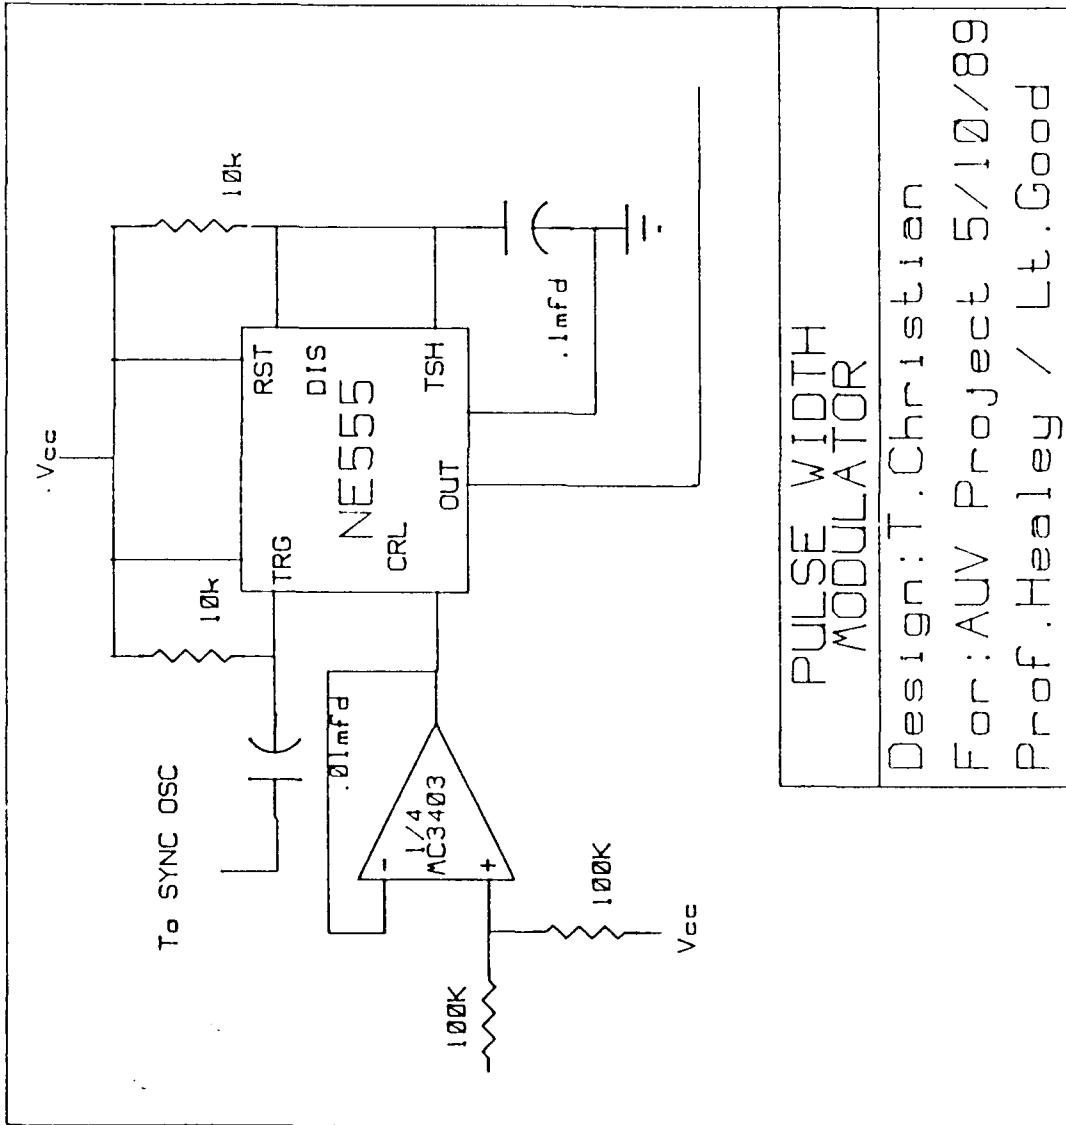 .Vcc
10k
10k
RST
DIS
TRG
NE555
CRL
TSH
OUT
.1mfd
To SYNC OSC
.01mfd
-
1/4
MC3403
+
100K
100K
Vcc
PULSE WIDTH
MODULATOR
Design:T.Christian
For:AUV Project 5/10/89
Prof.Healey / Lt.Good